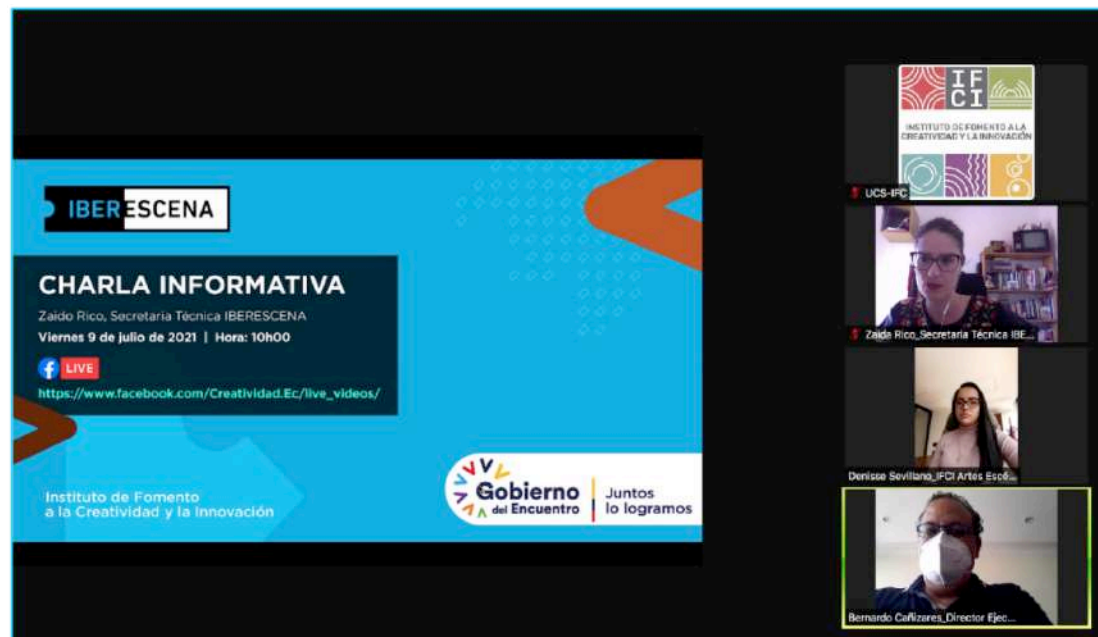 IBERESCENA
CHARLA INFORMATIVA
Zaido Rico, Secretaria Técnica IBERESCENA
Viernes 9 de julio de 2021 | Hora: 10h00
LIVE
https://www.facebook.com/Creatividad.Ec/live_videos/
Instituto de Fomento
a la Creatividad y la Innovación
Gobierno
del Encuentro
Juntos
lo logramos
IF
CI
INSTITUTO DE FOMENTO A LA
CREATIVIDAD Y LA INNOVACIÓN
UCS-IFC
Zaida Rico_Secretaria Técnica IBE...
Denisse Sevillano_IFCI Artes Escé...
Bernardo Cañizares_Director Ejec...